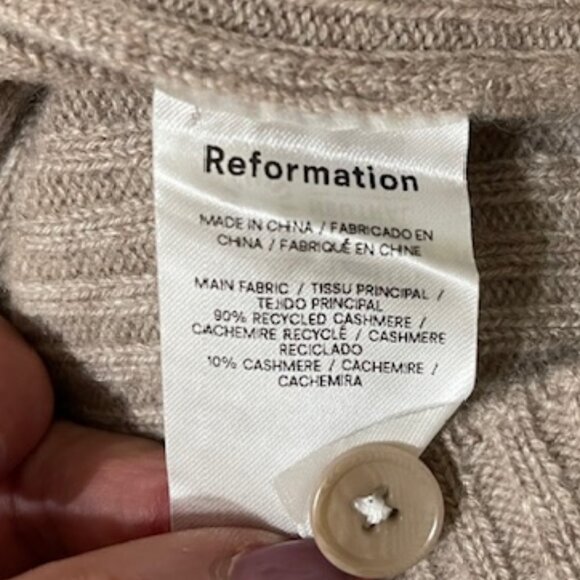 Reformation
MADE IN CHINA / FABRICADO EN
CHINA / FABRIQUÉ EN CHINE
MAIN FABRIC / TISSU PRINCIPAL /
TEJIDO PRINCIPAL
90% RECYCLED CASHMERE /
CACHEMIRE RECYCLÉ / CASHMERE
RECICLADO
10% CASHMERE / CACHEMIRE /
CACHEMIRA